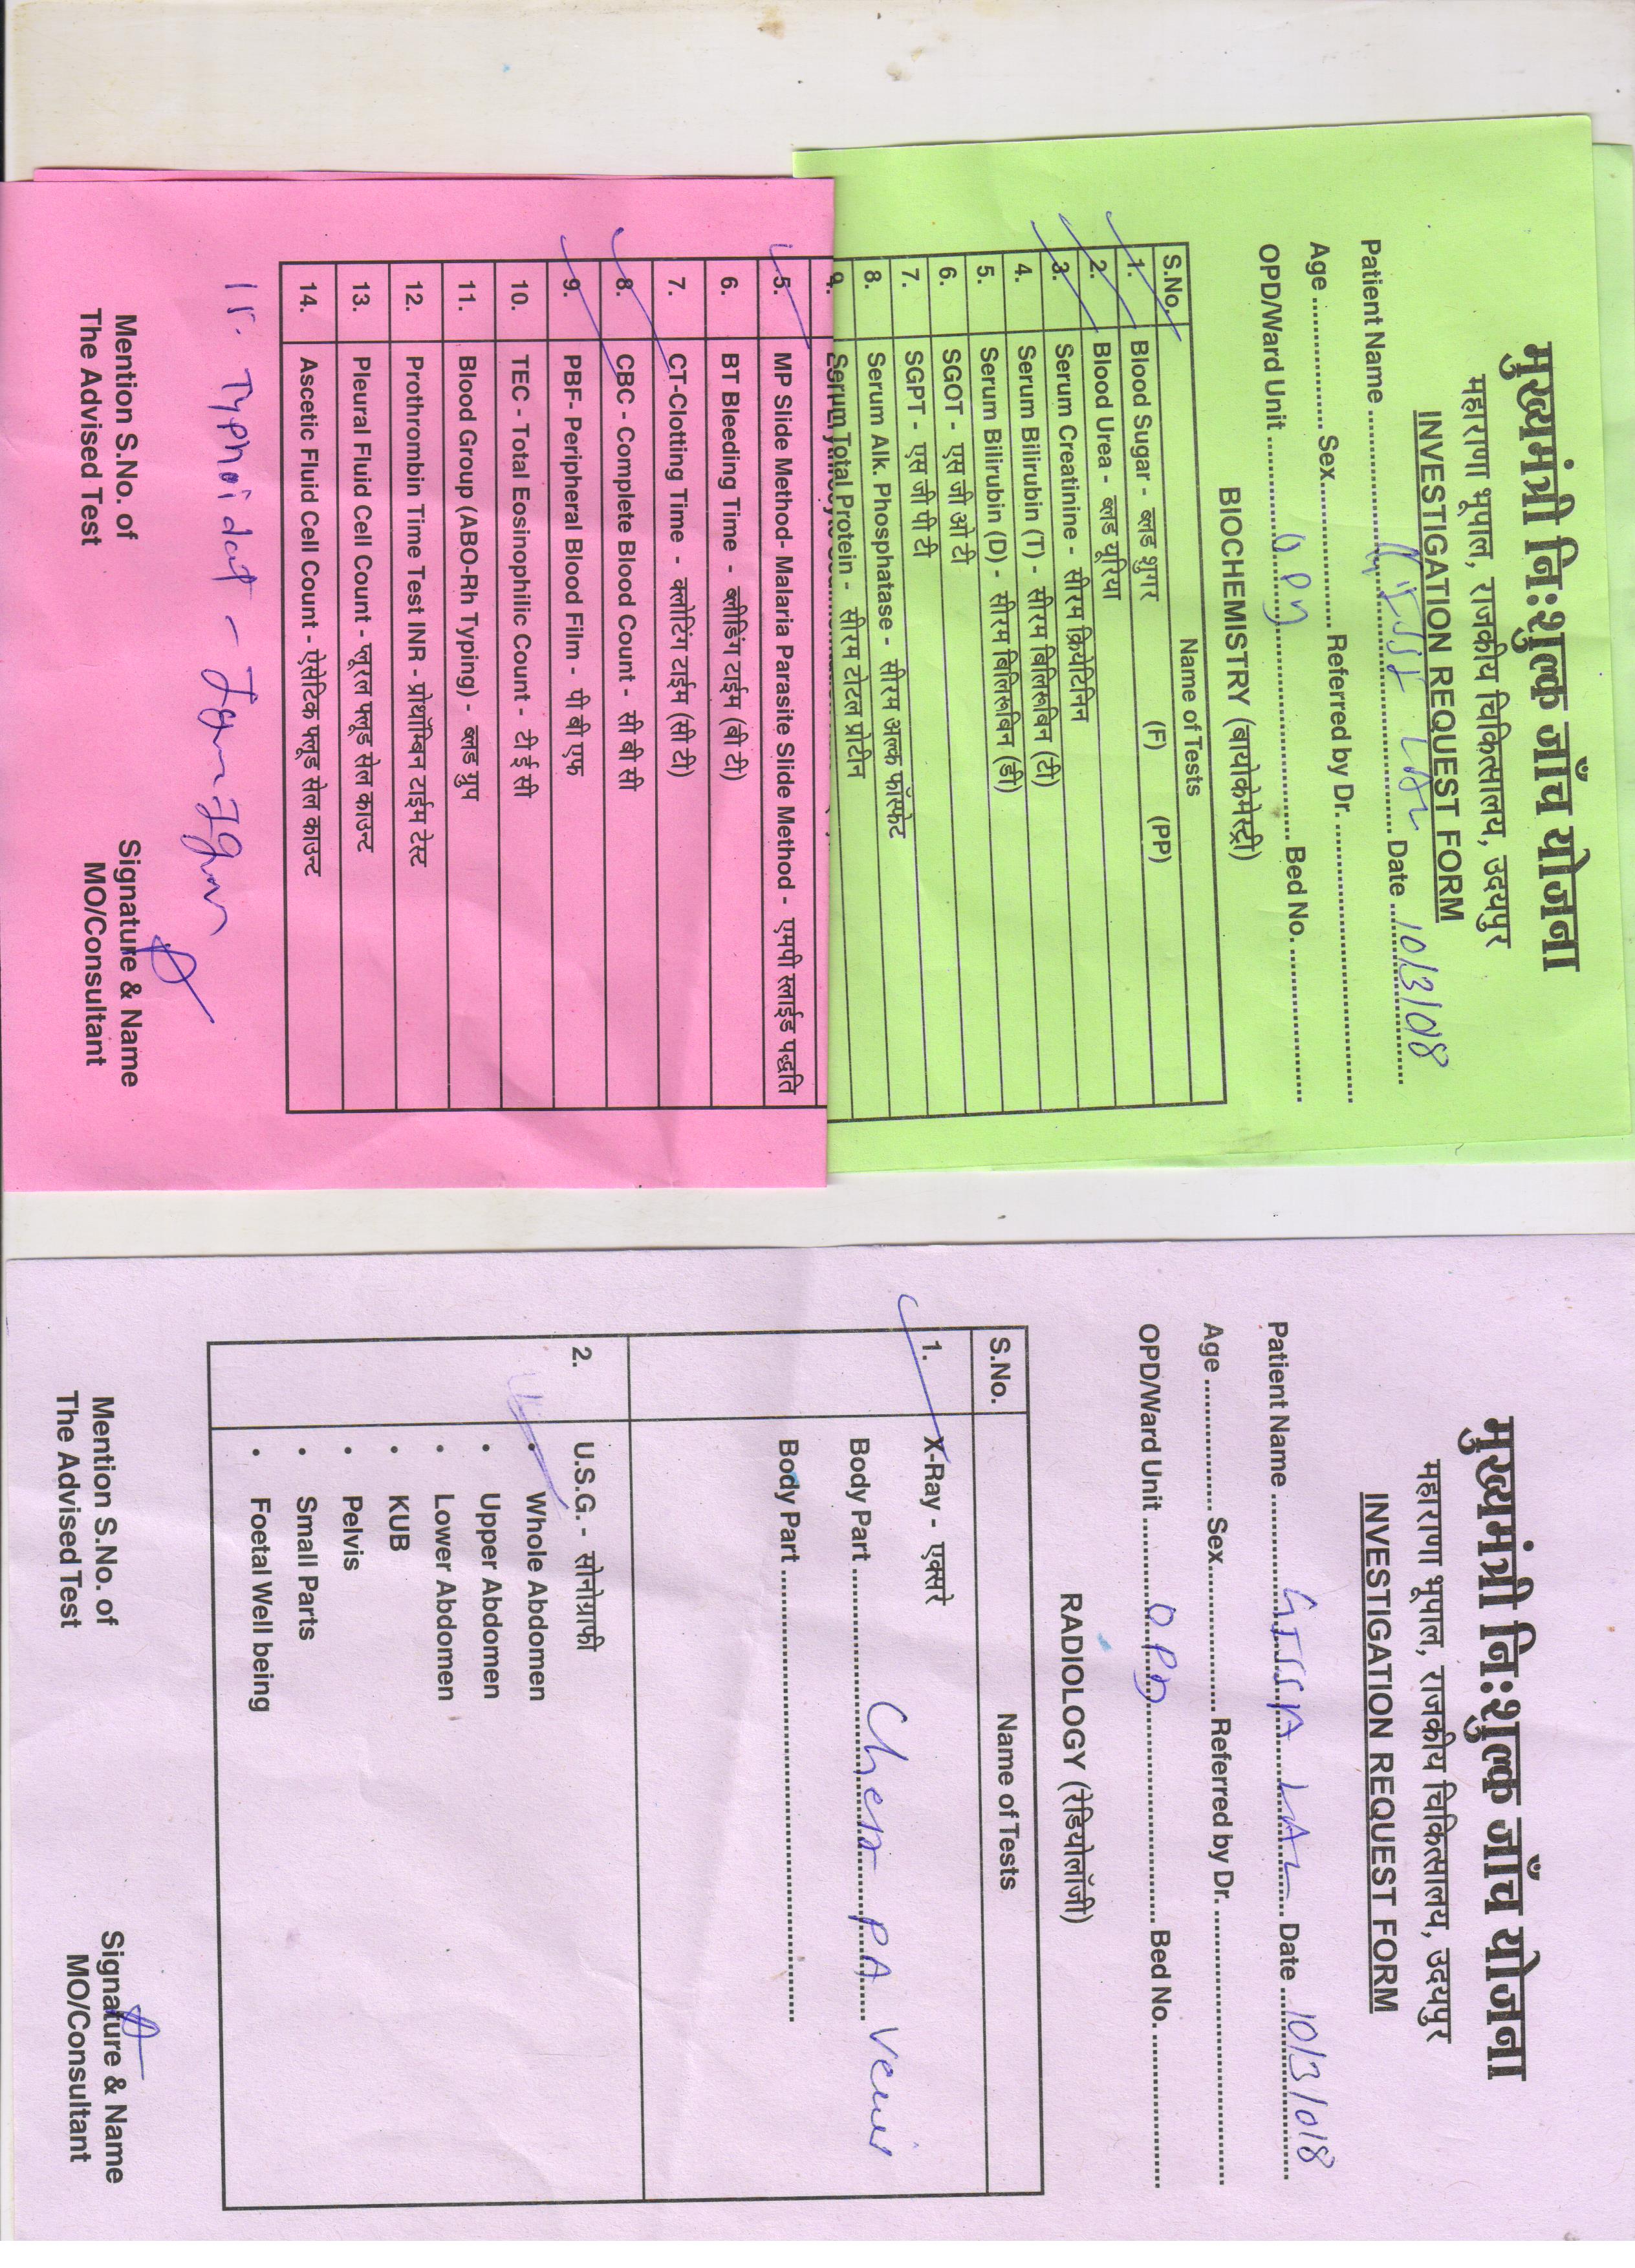 मुख्यमंत्री नि:शुल्क जाँच योजना
महाराणा भूपाल, राजकीय चिकित्सालय, उदयपुर
INVESTIGATION REQUEST FORM
Patient Name ........ LAL ........ Date 10/3/018
Age ........ Sex ........ Referred by Dr. ........
OPD/Ward Unit ........ OPD ........ Bed No. ........
BIOCHEMISTRY (बायोकेमेस्ट्री)
S.No. Name of Tests
1. Blood Sugar - ब्लड शुगर (F) (PP)
2. Blood Urea - ब्लड यूरिया
3. Serum Creatinine - सीरम क्रियेटिनिन
4. Serum Bilirubin (T) - सीरम बिलिरूबिन (टी)
5. Serum Bilirubin (D) - सीरम बिलिरूबिन (डी)
6. SGOT - एस जी ओ टी
7. SGPT - एस जी पी टी
8. Serum Alk. Phosphatase - सीरम अल्क फॉस्फेट
9. Serum Total Protein - सीरम टोटल प्रोटीन
5. MP Slide Method- Malaria Parasite Slide Method - एमपी स्लाईड पद्धति
6. BT Bleeding Time - ब्लीडिंग टाईम (बी टी)
7. CT-Clotting Time - क्लोटिंग टाईम (सी टी)
8. CBC - Complete Blood Count - सी बी सी
9. PBF- Peripheral Blood Film - पी बी एफ
10. TEC - Total Eosinophilic Count - टी ई सी
11. Blood Group (ABO-Rh Typing) - ब्लड ग्रुप
12. Prothrombin Time Test INR - प्रोथॉम्बिन टाईम टेस्ट
13. Pleural Fluid Cell Count - प्लूरल फ्लूड सेल काउन्ट
14. Ascetic Fluid Cell Count - ऐसेटिक फ्लूड सेल काउन्ट
15. Typhoidot -
Mention S.No. of
The Advised Test
Signature & Name
MO/Consultant
मुख्यमंत्री नि:शुल्क जाँच योजना
महाराणा भूपाल, राजकीय चिकित्सालय, उदयपुर
INVESTIGATION REQUEST FORM
Patient Name ........ LAL ........ Date 10/3/018
Age ........ Sex ........ Referred by Dr. ........
OPD/Ward Unit ........ OPD ........ Bed No. ........
RADIOLOGY (रेडियोलॉजी)
S.No. Name of Tests
1. X-Ray - एक्सरे
Body Part ........ Chest PA View
Body Part ........
2. U.S.G. - सोनोग्राफी
• Whole Abdomen
• Upper Abdomen
• Lower Abdomen
• KUB
• Pelvis
• Small Parts
• Foetal Well being
Mention S.No. of
The Advised Test
Signature & Name
MO/Consultant